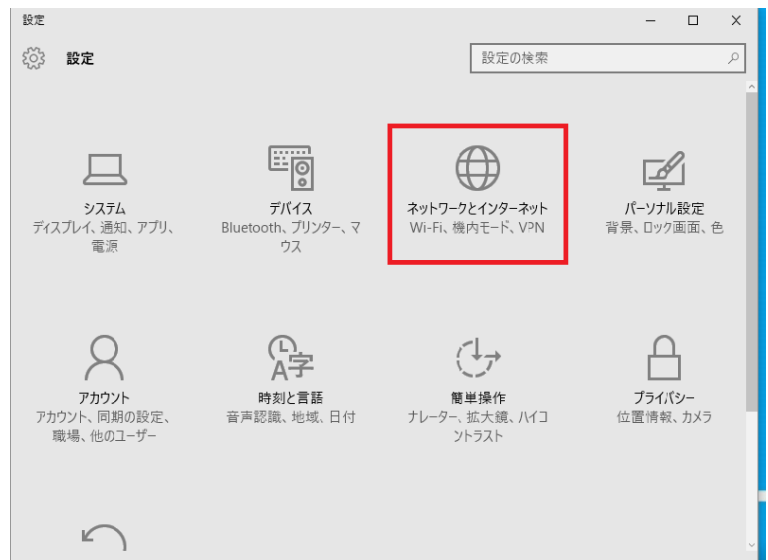 設定
設定
設定の検索
システム
ディスプレイ、通知、アプリ、
電源
デバイス
Bluetooth、プリンター、マ
ウス
ネットワークとインターネット
Wi-Fi、機内モード、VPN
パーソナル設定
背景、ロック画面、色
アカウント
アカウント、同期の設定、
職場、他のユーザー
時刻と言語
音声認識、地域、日付
簡単操作
ナレーター、拡大鏡、ハイコ
ントラスト
プライバシー
位置情報、カメラ